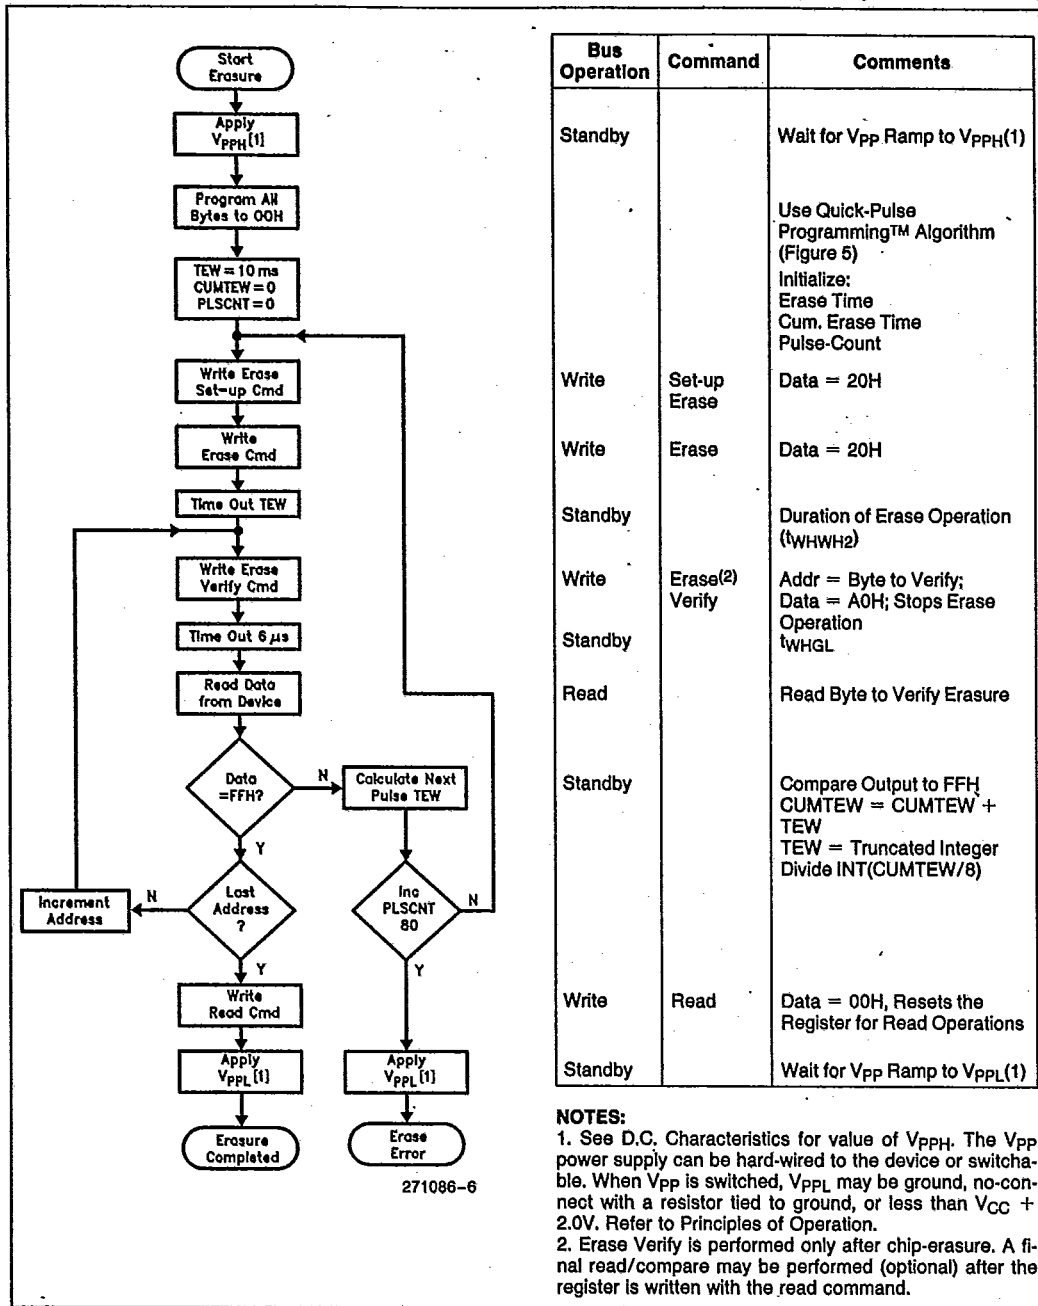 Start
Erasure
Apply
VPPH[1]
Program All
Bytes to 00H
TEW = 10 ms
CUMTEW = 0
PLSCNT = 0
Write Erase
Set-up Cmd
Write
Erase Cmd
Time Out TEW
Write Erase
Verify Cmd
Time Out 6 µs
Read Data
from Device
Data
=FFH?
N
Calculate Next
Pulse TEW
Y
Increment
Address
N
Last
Address
?
Inc
PLSCNT
80
N
Y
Y
Write
Read Cmd
Apply
VPPL[1]
Apply
VPPL[1]
Erasure
Completed
Erase
Error
271086-6
Bus
Operation
Command
Comments
Standby
Wait for VPP Ramp to VPPH(1)
Use Quick-Pulse
Programming™ Algorithm
(Figure 5)
Initialize:
Erase Time
Cum. Erase Time
Pulse-Count
Write
Set-up
Erase
Data = 20H
Write
Erase
Data = 20H
Standby
Duration of Erase Operation
(tWHWH2)
Write
Erase(2)
Verify
Addr = Byte to Verify;
Data = A0H; Stops Erase
Operation
Standby
tWHGL
Read
Read Byte to Verify Erasure
Standby
Compare Output to FFH
CUMTEW = CUMTEW +
TEW
TEW = Truncated Integer
Divide INT(CUMTEW/8)
Write
Read
Data = 00H, Resets the
Register for Read Operations
Standby
Wait for VPP Ramp to VPPL(1)
NOTES:
1. See D.C. Characteristics for value of VPPH. The VPP
power supply can be hard-wired to the device or switcha-
ble. When VPP is switched, VPPL may be ground, no-con-
nect with a resistor tied to ground, or less than VCC +
2.0V. Refer to Principles of Operation.
2. Erase Verify is performed only after chip-erasure. A fi-
nal read/compare may be performed (optional) after the
register is written with the read command.